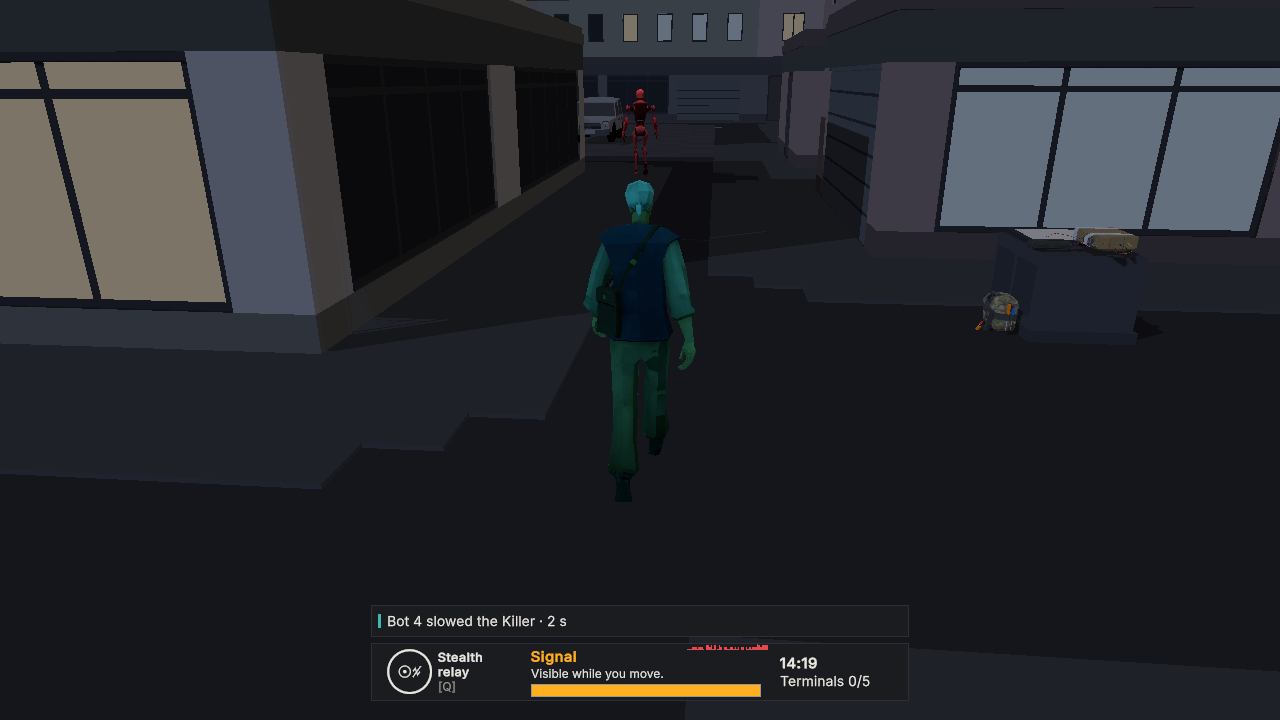 Bot 4 slowed the Killer · 2 s
Stealth
relay
[Q]
Signal
Visible while you move.
14:19
Terminals 0/5